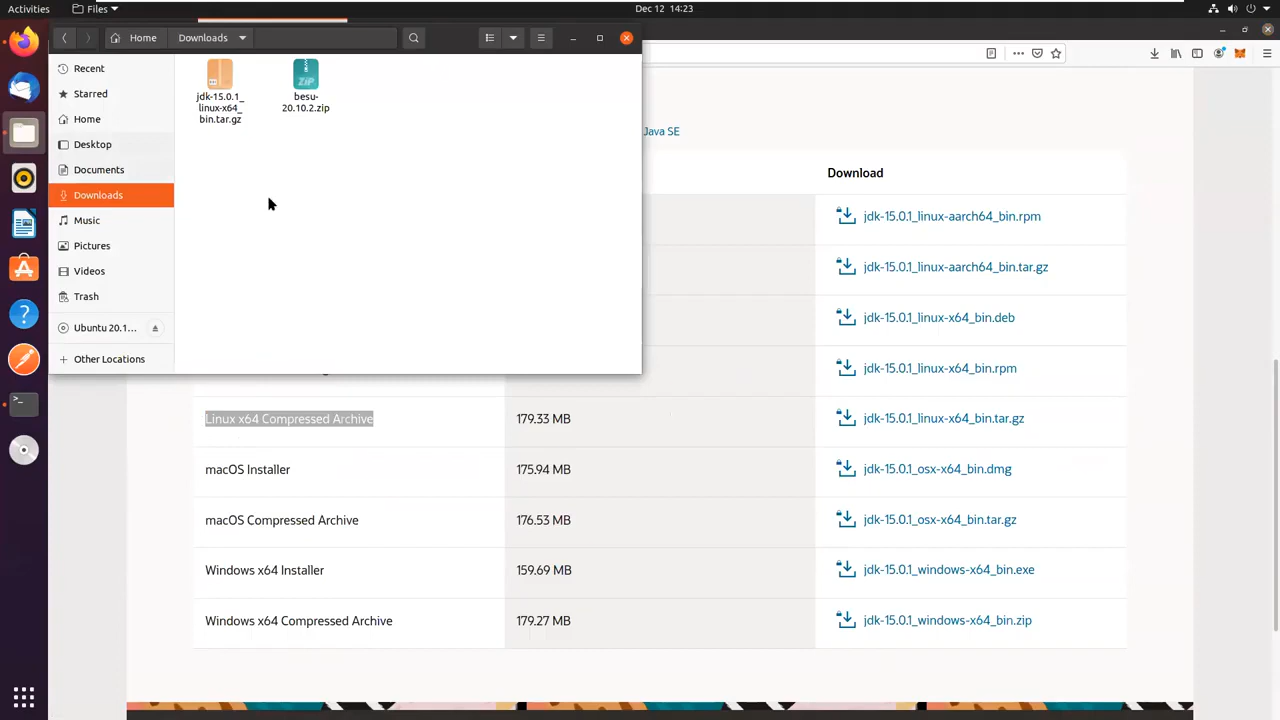 Activities
Files
Dec 12 14:23
Home
Downloads
Recent
Starred
Home
Desktop
Documents
Downloads
Music
Pictures
Videos
Trash
Ubuntu 20.1...
Other Locations
jdk-15.0.1_
linux-x64_
bin.tar.gz
besu-
20.10.2.zip
ZIP
Java SE
Download
jdk-15.0.1_linux-aarch64_bin.rpm
jdk-15.0.1_linux-aarch64_bin.tar.gz
jdk-15.0.1_linux-x64_bin.deb
jdk-15.0.1_linux-x64_bin.rpm
Linux x64 Compressed Archive 179.33 MB jdk-15.0.1_linux-x64_bin.tar.gz
macOS Installer 175.94 MB jdk-15.0.1_osx-x64_bin.dmg
macOS Compressed Archive 176.53 MB jdk-15.0.1_osx-x64_bin.tar.gz
Windows x64 Installer 159.69 MB jdk-15.0.1_windows-x64_bin.exe
Windows x64 Compressed Archive 179.27 MB jdk-15.0.1_windows-x64_bin.zip